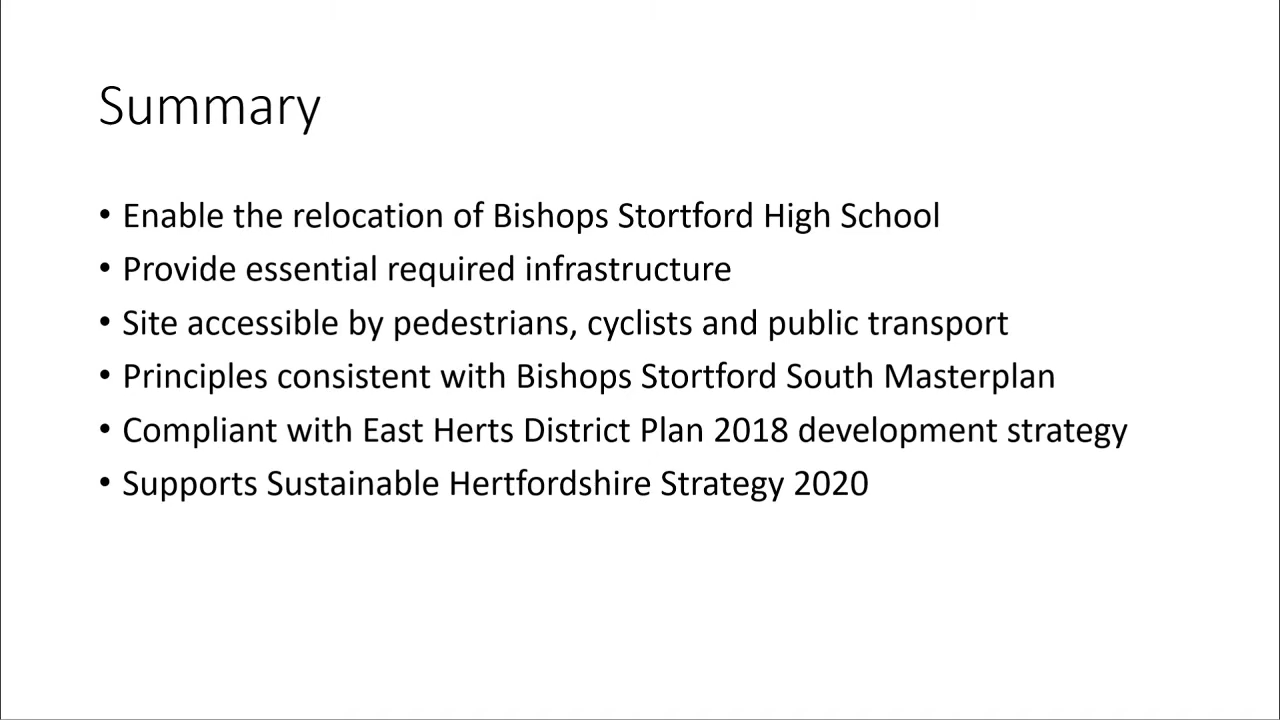 Summary
• Enable the relocation of Bishops Stortford High School
• Provide essential required infrastructure
• Site accessible by pedestrians, cyclists and public transport
• Principles consistent with Bishops Stortford South Masterplan
• Compliant with East Herts District Plan 2018 development strategy
• Supports Sustainable Hertfordshire Strategy 2020